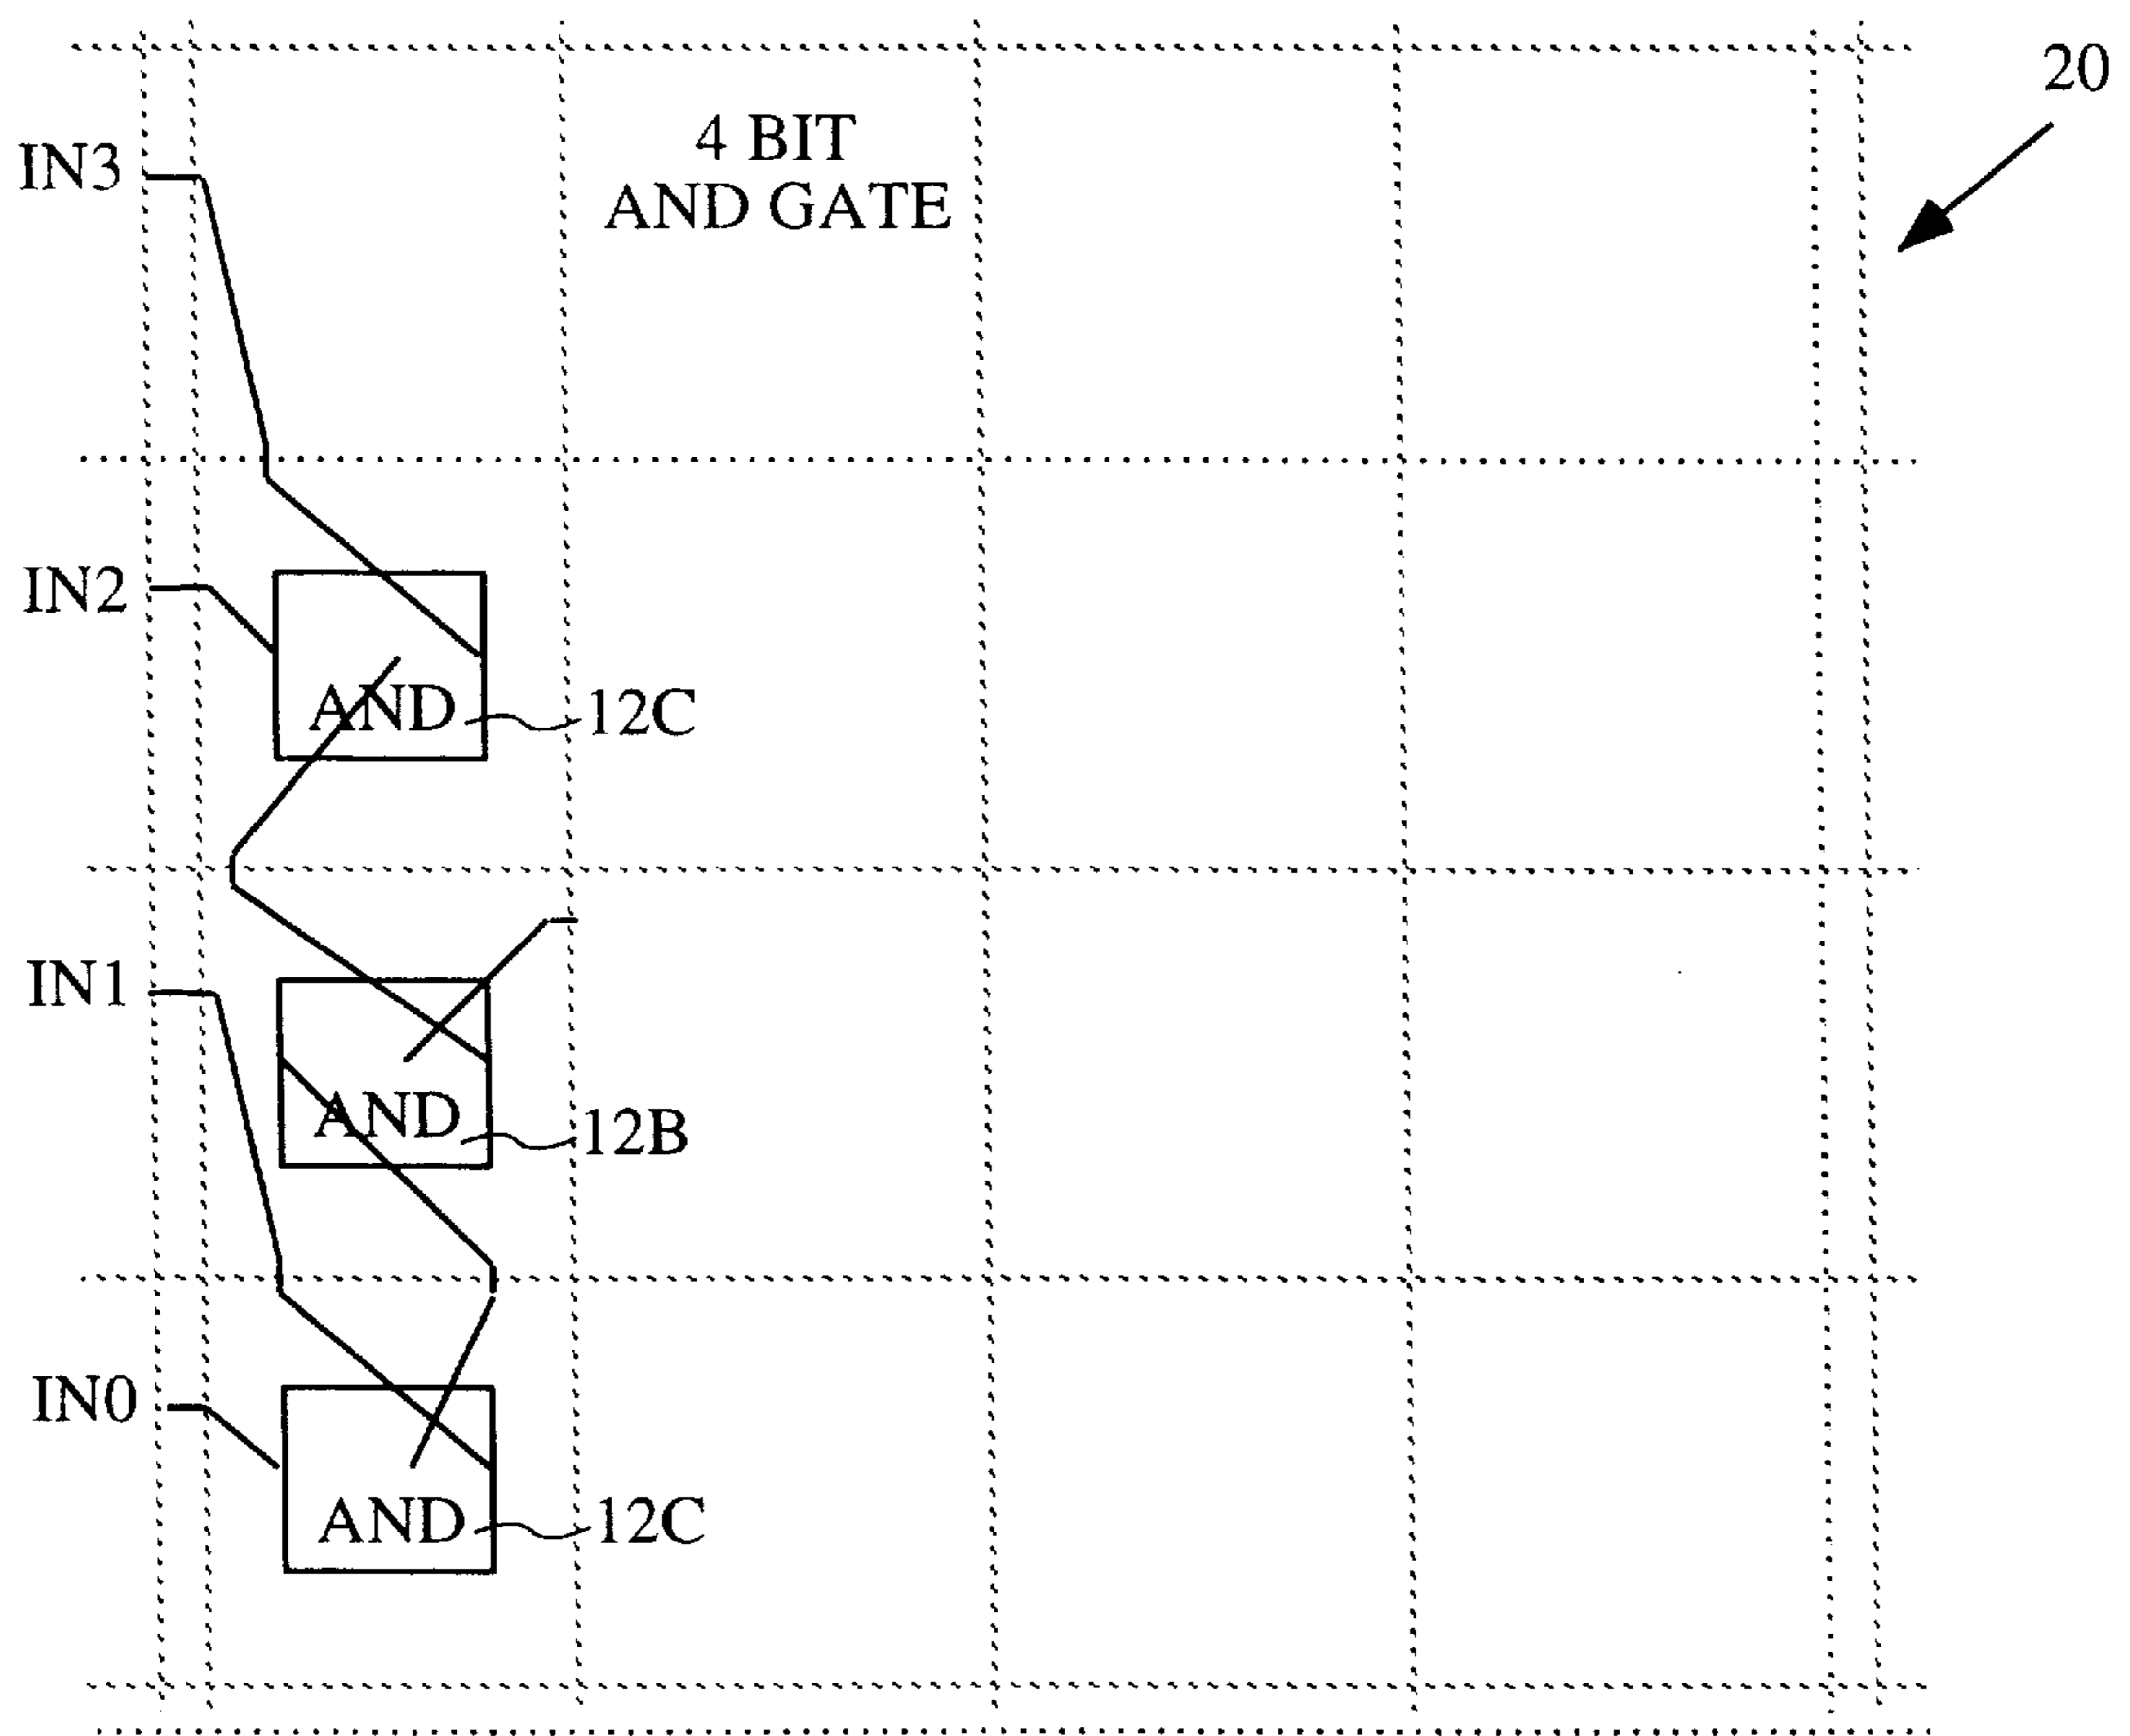 20
4 BIT
AND GATE
IN3
IN2
AND
12C
IN1
AND
12B
IN0
AND
12C